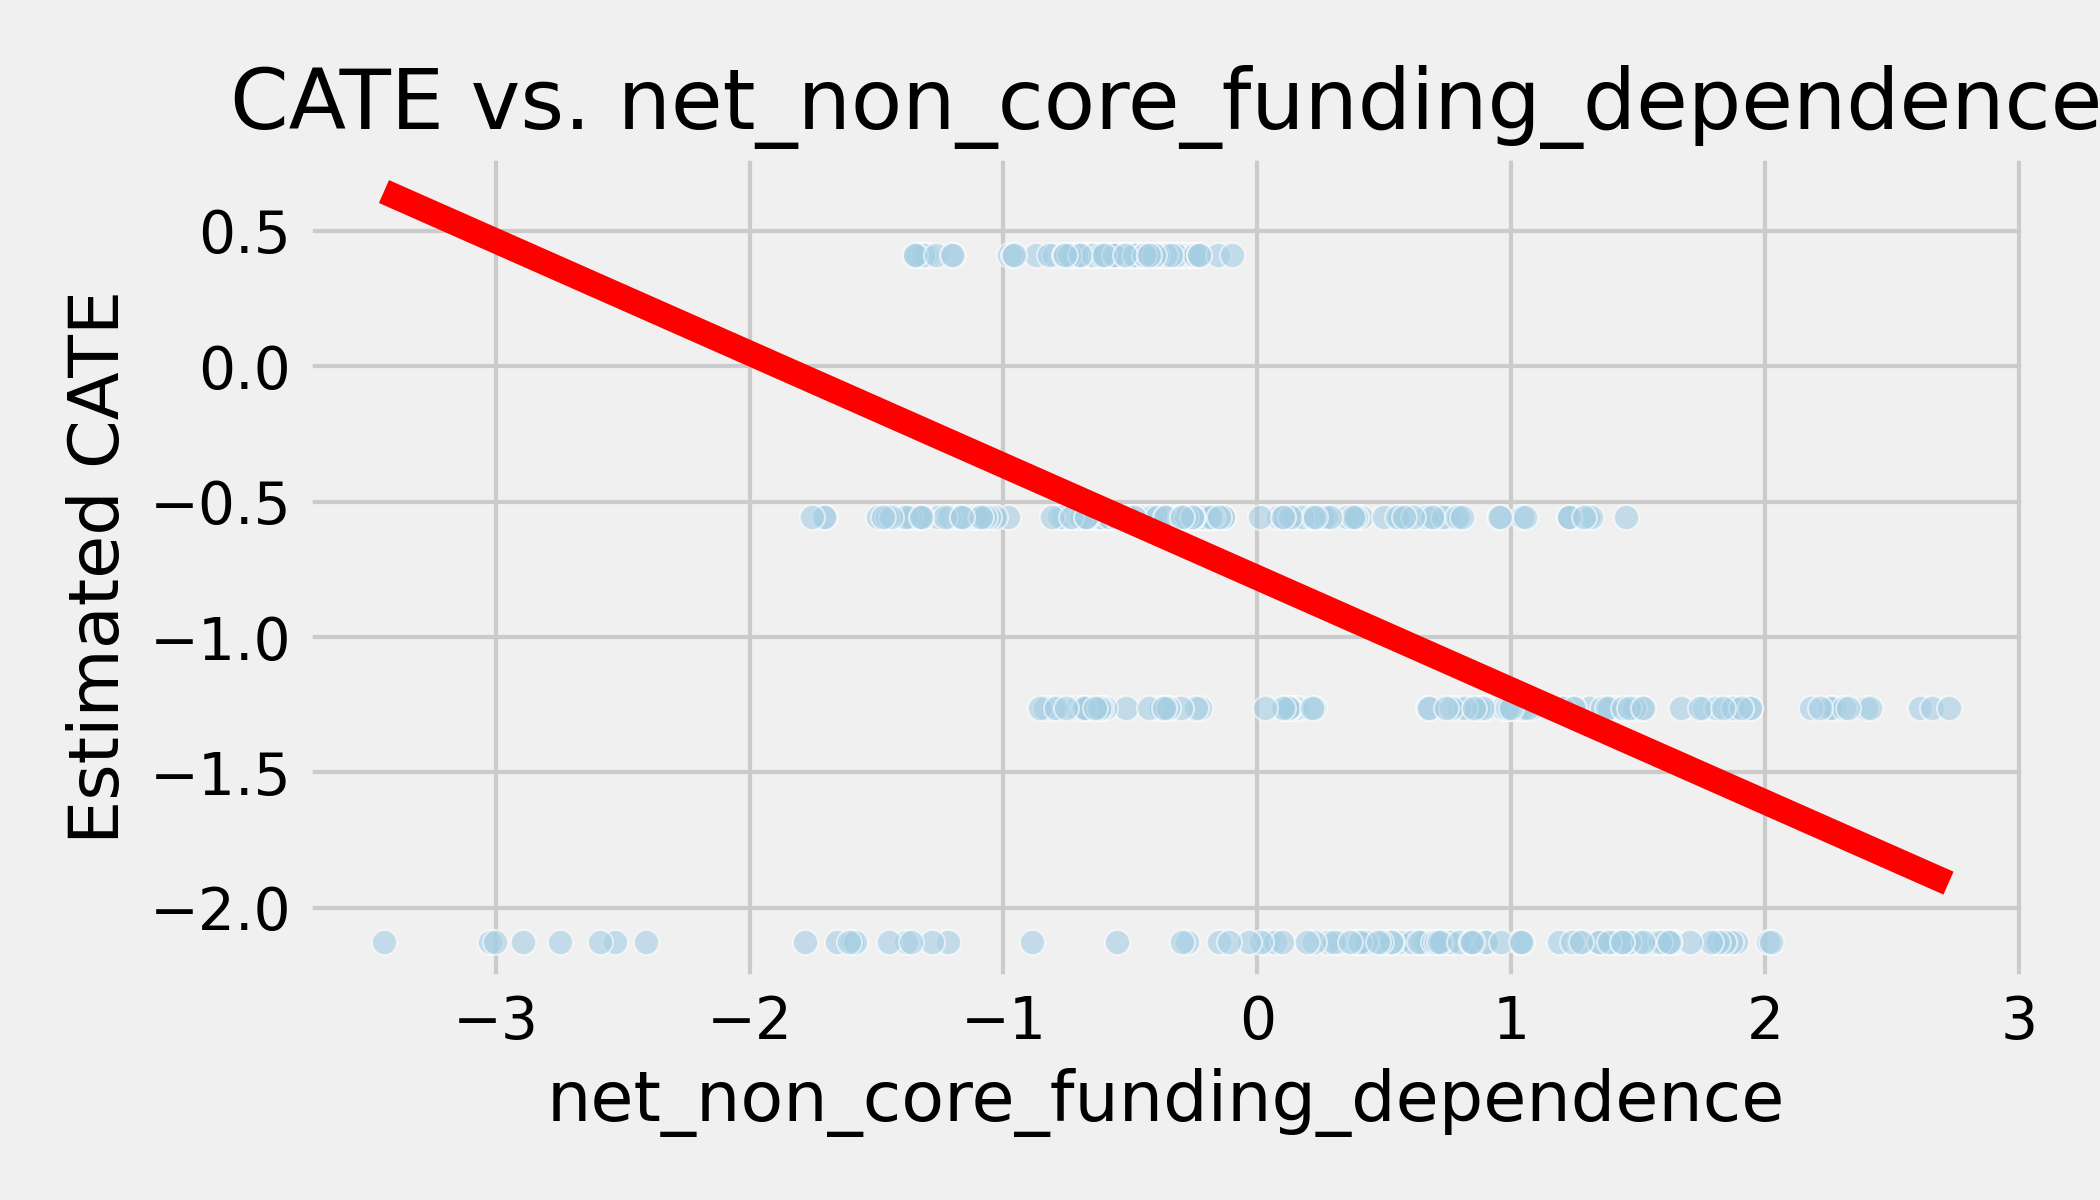 CATE vs. net_non_core_funding_dependence
Estimated CATE
0.5
0.0
−0.5
−1.0
−1.5
−2.0
−3 −2 −1 0 1 2 3
net_non_core_funding_dependence